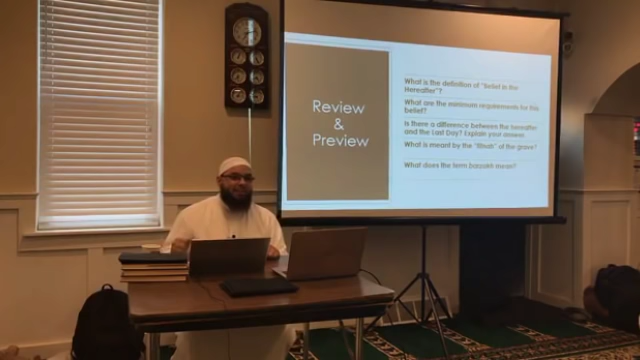 Review
&
Preview
What is the definition of "Belief in the
Hereafter"?
What are the minimum requirements for this
belief?
Is there a difference between the hereafter
and the Last Day? Explain your answer
What is meant by the "fitnah" of the grave?
What does the term barzakh mean?